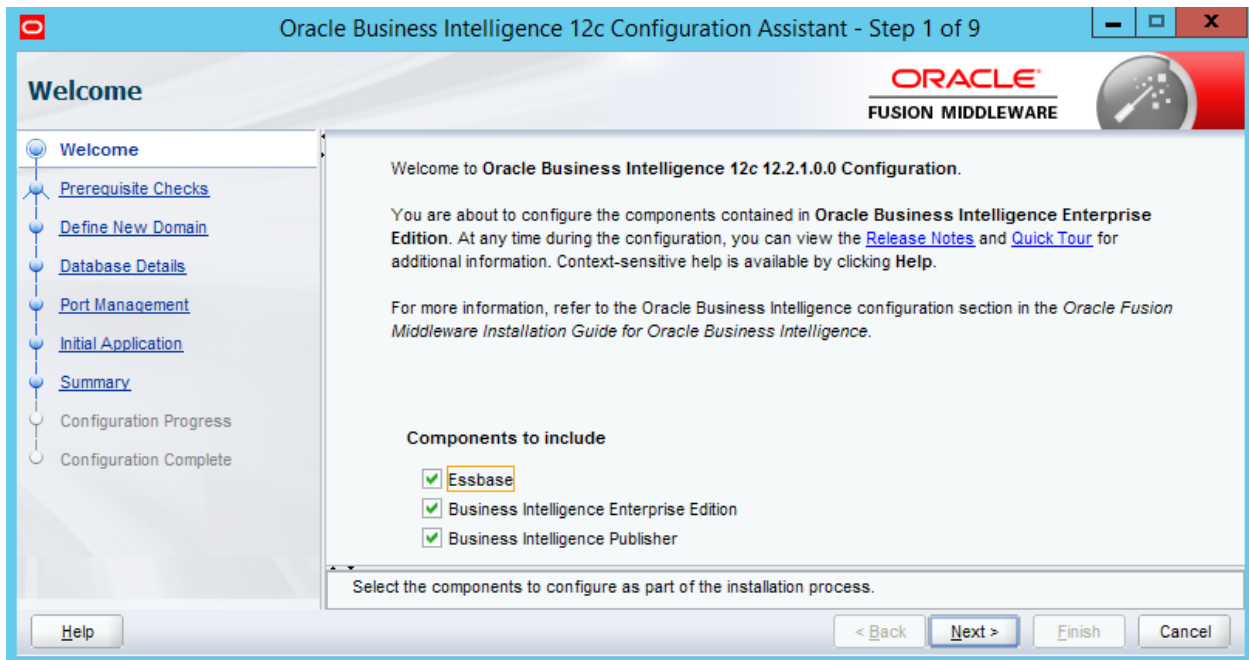 Oracle Business Intelligence 12c Configuration Assistant - Step 1 of 9
Welcome
ORACLE
FUSION MIDDLEWARE
Welcome
Prerequisite Checks
Define New Domain
Database Details
Port Management
Initial Application
Summary
Configuration Progress
Configuration Complete
Welcome to Oracle Business Intelligence 12c 12.2.1.0.0 Configuration.
You are about to configure the components contained in Oracle Business Intelligence Enterprise
Edition. At any time during the configuration, you can view the Release Notes and Quick Tour for
additional information. Context-sensitive help is available by clicking Help.
For more information, refer to the Oracle Business Intelligence configuration section in the Oracle Fusion
Middleware Installation Guide for Oracle Business Intelligence.
Components to include
Essbase
Business Intelligence Enterprise Edition
Business Intelligence Publisher
Select the components to configure as part of the installation process.
Help
< Back
Next >
Finish
Cancel